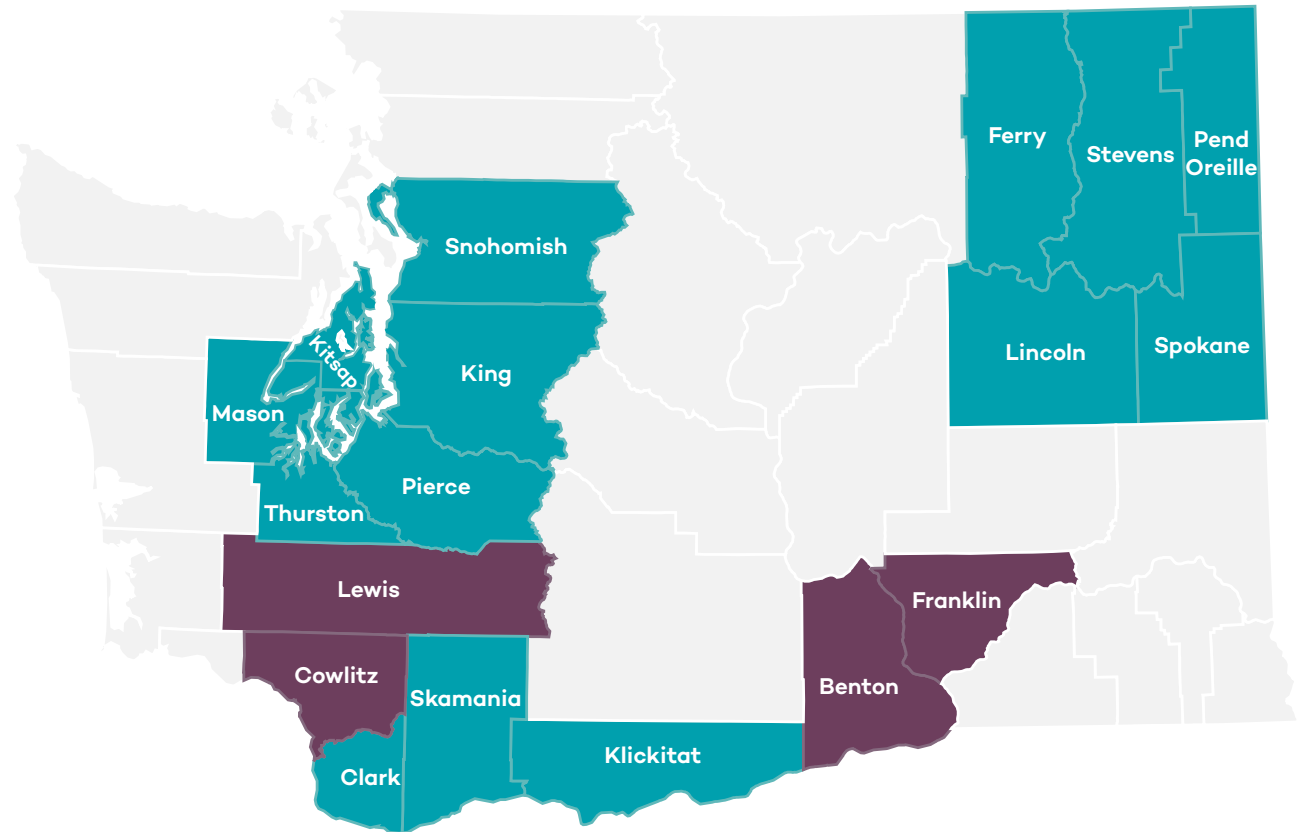 Ferry
Stevens
Pend
Oreille
Snohomish
Kitsap
King
Lincoln
Spokane
Mason
Pierce
Thurston
Lewis
Franklin
Cowlitz
Skamania
Benton
Klickitat
Clark